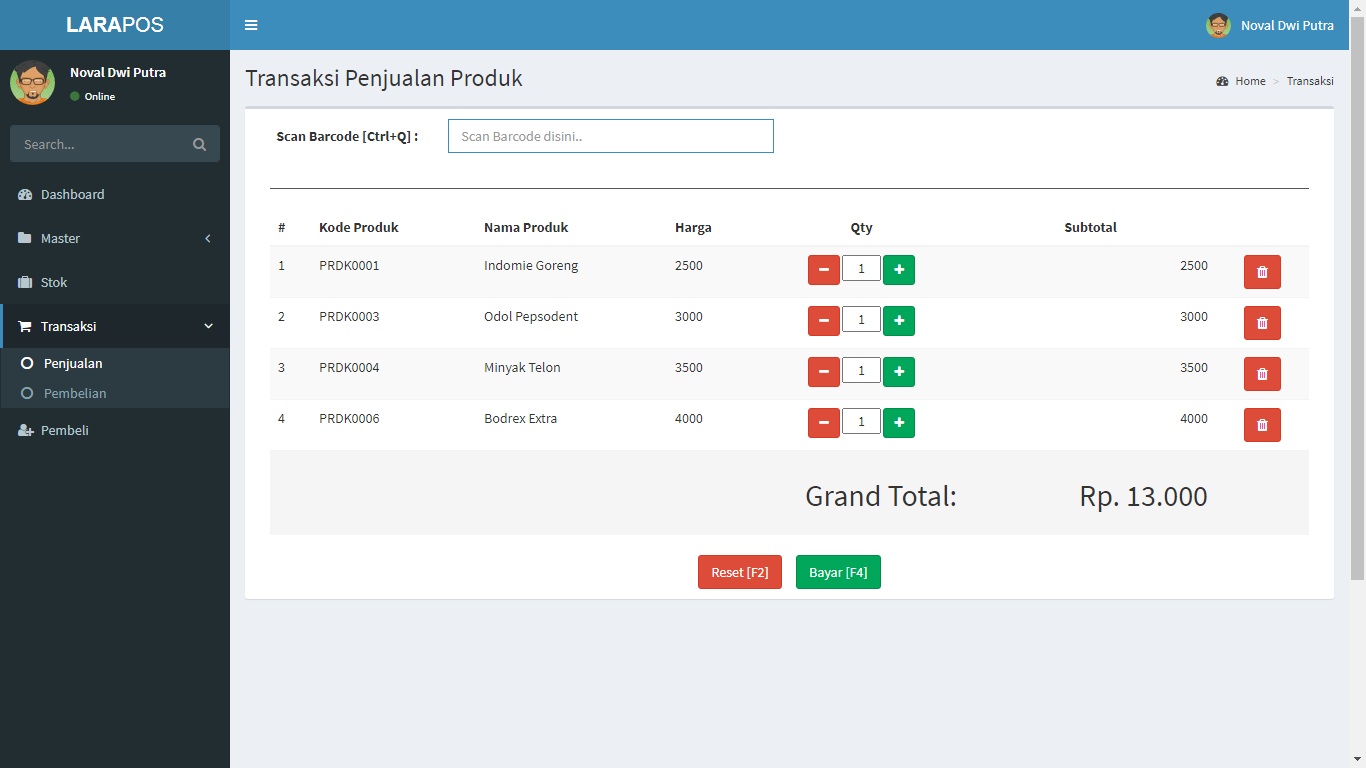 LARAPOS
Noval Dwi Putra
Noval Dwi Putra
Online
Search...
Dashboard
Master
Stok
Transaksi
Penjualan
Pembelian
Pembeli
Transaksi Penjualan Produk
Home > Transaksi
Scan Barcode [Ctrl+Q] : Scan Barcode disini..
# Kode Produk Nama Produk Harga Qty Subtotal
1 PRDK0001 Indomie Goreng 2500 1 2500
2 PRDK0003 Odol Pepsodent 3000 1 3000
3 PRDK0004 Minyak Telon 3500 1 3500
4 PRDK0006 Bodrex Extra 4000 1 4000
Grand Total: Rp. 13.000
Reset [F2] Bayar [F4]